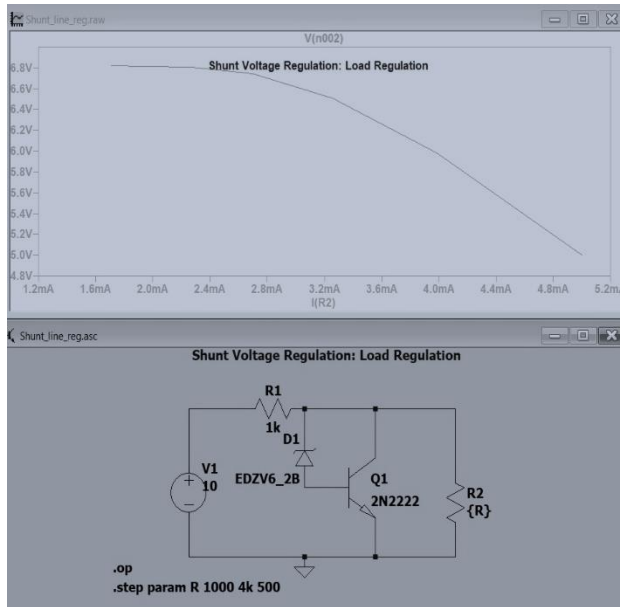 Shunt_line_reg.raw
V(n002)
Shunt Voltage Regulation: Load Regulation
6.8V
6.6V
6.4V
6.2V
6.0V
5.8V
5.6V
5.4V
5.2V
5.0V
4.8V
1.2mA 1.6mA 2.0mA 2.4mA 2.8mA 3.2mA 3.6mA 4.0mA 4.4mA 4.8mA 5.2mA
I(R2)
Shunt_line_reg.asc
Shunt Voltage Regulation: Load Regulation
R1
1k
D1
V1
10
EDZV6_2B
Q1
2N2222
R2
{R}
.op
.step param R 1000 4k 500